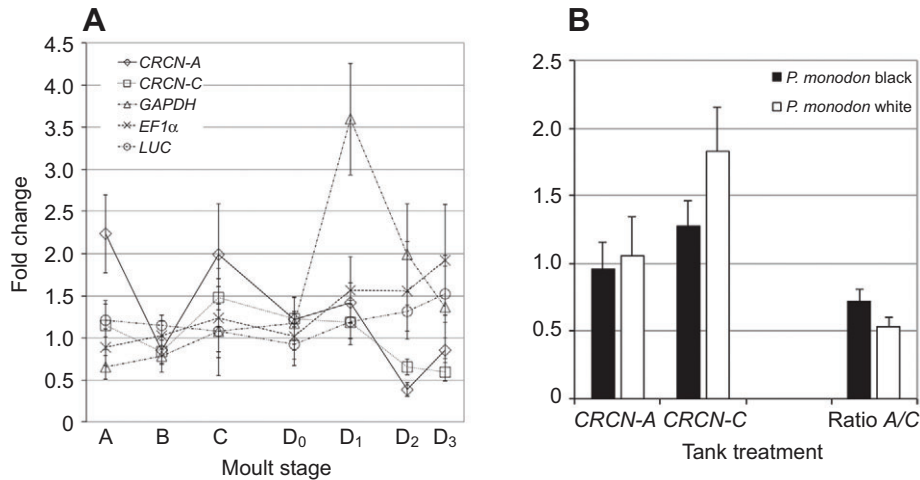 A
4.5
4.0
3.5
3.0
2.5
2.0
1.5
1.0
0.5
0
Fold change
CRCN-A
CRCN-C
GAPDH
EF1α
LUC
A B C D₀ D₁ D₂ D₃
Moult stage
B
2.5
2.0
1.5
1.0
0.5
0
P. monodon black
P. monodon white
CRCN-A CRCN-C Ratio A/C
Tank treatment